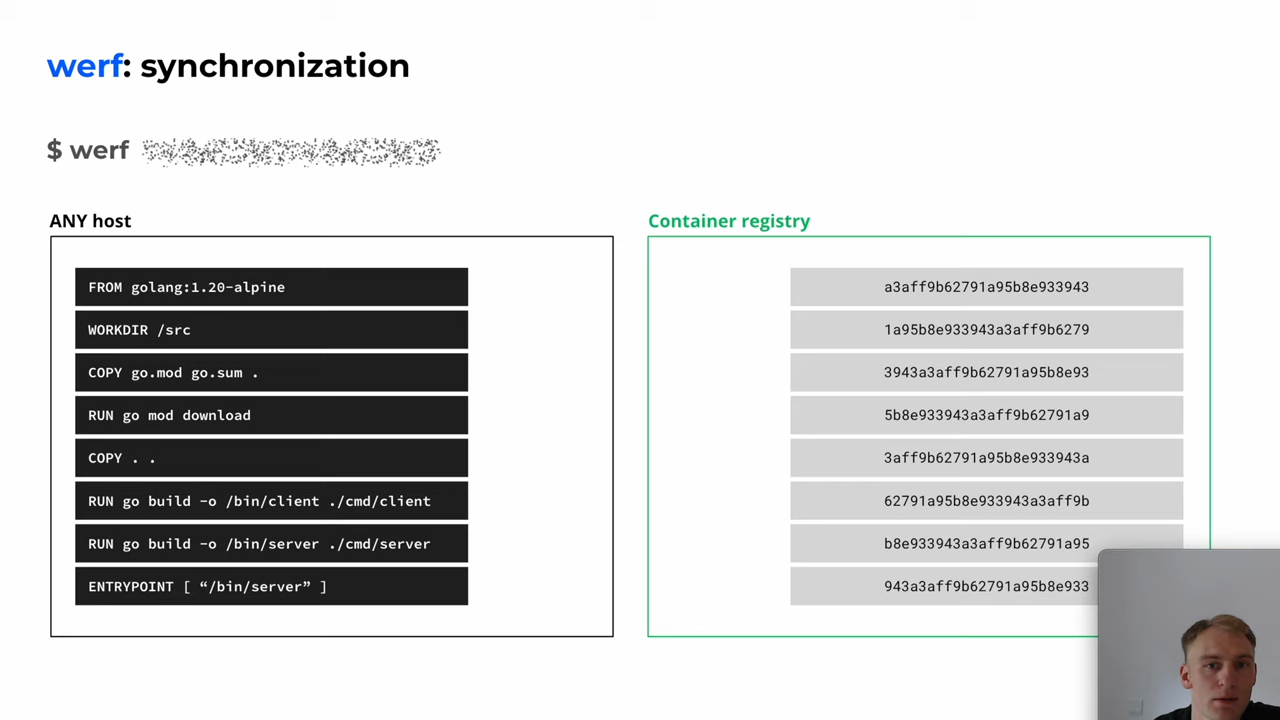 werf: synchronization
$ werf
ANY host
Container registry
FROM golang:1.20-alpine
WORKDIR /src
COPY go.mod go.sum .
RUN go mod download
COPY . .
RUN go build -o /bin/client ./cmd/client
RUN go build -o /bin/server ./cmd/server
ENTRYPOINT [ “/bin/server” ]
a3aff9b62791a95b8e933943
1a95b8e933943a3aff9b6279
3943a3aff9b62791a95b8e93
5b8e933943a3aff9b62791a9
3aff9b62791a95b8e933943a
62791a95b8e933943a3aff9b
b8e933943a3aff9b62791a95
943a3aff9b62791a95b8e933